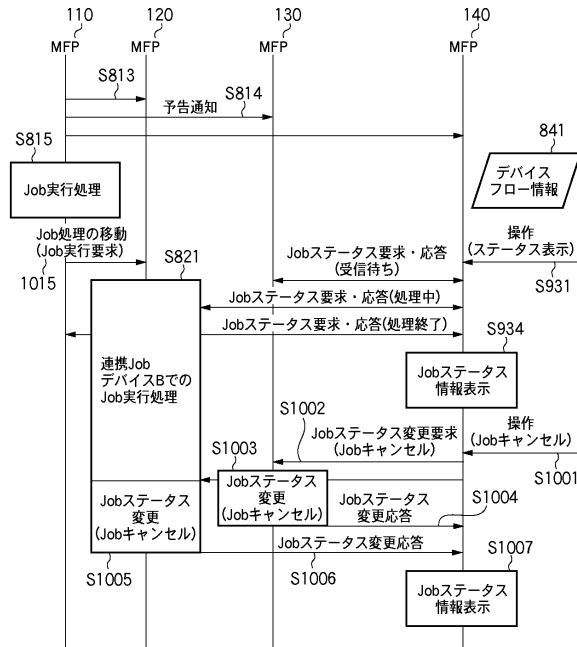 110
120
130
140
MFP
MFP
MFP
MFP
S813
S814
予告通知
S815
841
Job実行処理
デバイス
フロー情報
Job処理の移動
(Job実行要求)
1015
S821
Jobステータス要求・応答
(受信待ち)
操作
(ステータス表示)
S931
Jobステータス要求・応答(処理中)
Jobステータス要求・応答(処理終了)
S934
連携Job
デバイスBでの
Job実行処理
Jobステータス
情報表示
S1002
S1003
Jobステータス変更要求
(Jobキャンセル)
操作
(Jobキャンセル)
S1001
Jobステータス
変更
(Jobキャンセル)
Jobステータス
変更
(Jobキャンセル)
Jobステータス
変更応答
S1004
Jobステータス変更応答
S1005
S1006
S1007
Jobステータス
情報表示